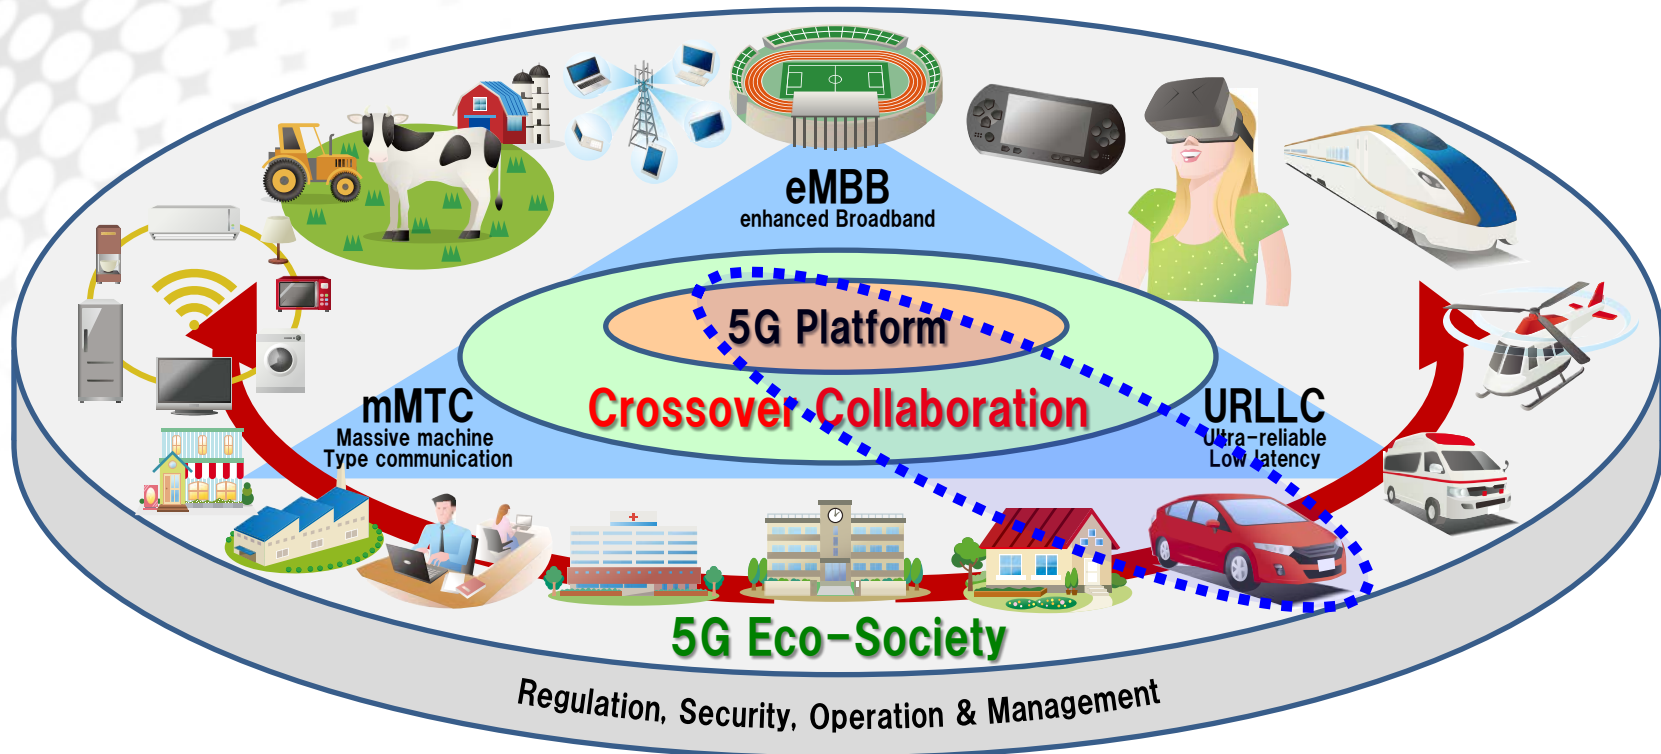 eMBB
enhanced Broadband
5G Platform
Crossover Collaboration
mMTC
Massive machine
Type communication
URLLC
Ultra-reliable
Low latency
5G Eco-Society
Regulation, Security, Operation & Management